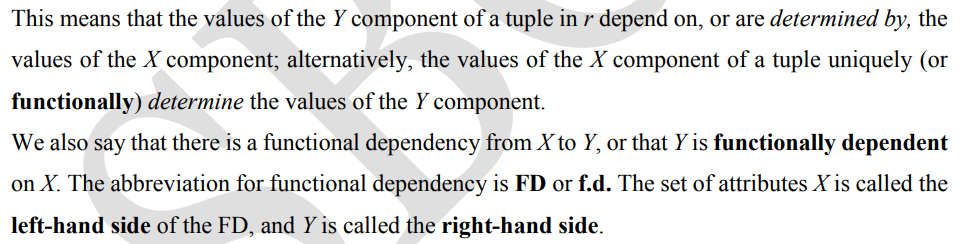 This means that the values of the Y component of a tuple in r depend on, or are determined by, the
values of the X component; alternatively, the values of the X component of a tuple uniquely (or
functionally) determine the values of the Y component.
We also say that there is a functional dependency from X to Y, or that Y is functionally dependent
on X. The abbreviation for functional dependency is FD or f.d. The set of attributes X is called the
left-hand side of the FD, and Y is called the right-hand side.